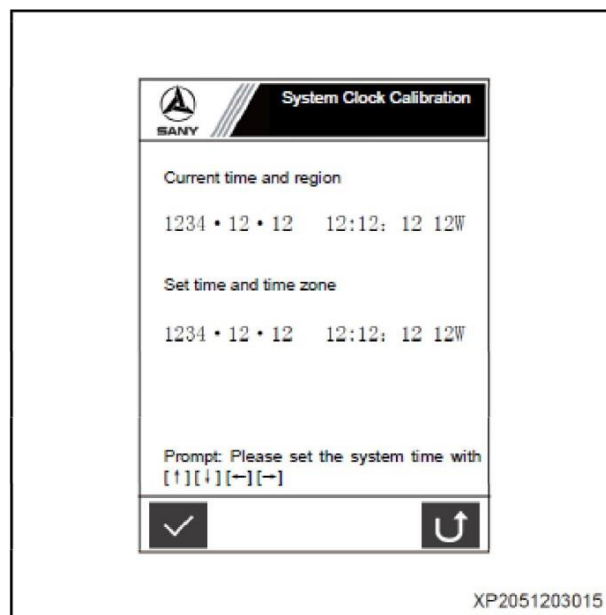 System Clock Calibration
SANY
Current time and region
1234・12・12 12:12: 12 12W
Set time and time zone
1234・12・12 12:12: 12 12W
Prompt: Please set the system time with
[↑][↓][←][→]
XP2051203015